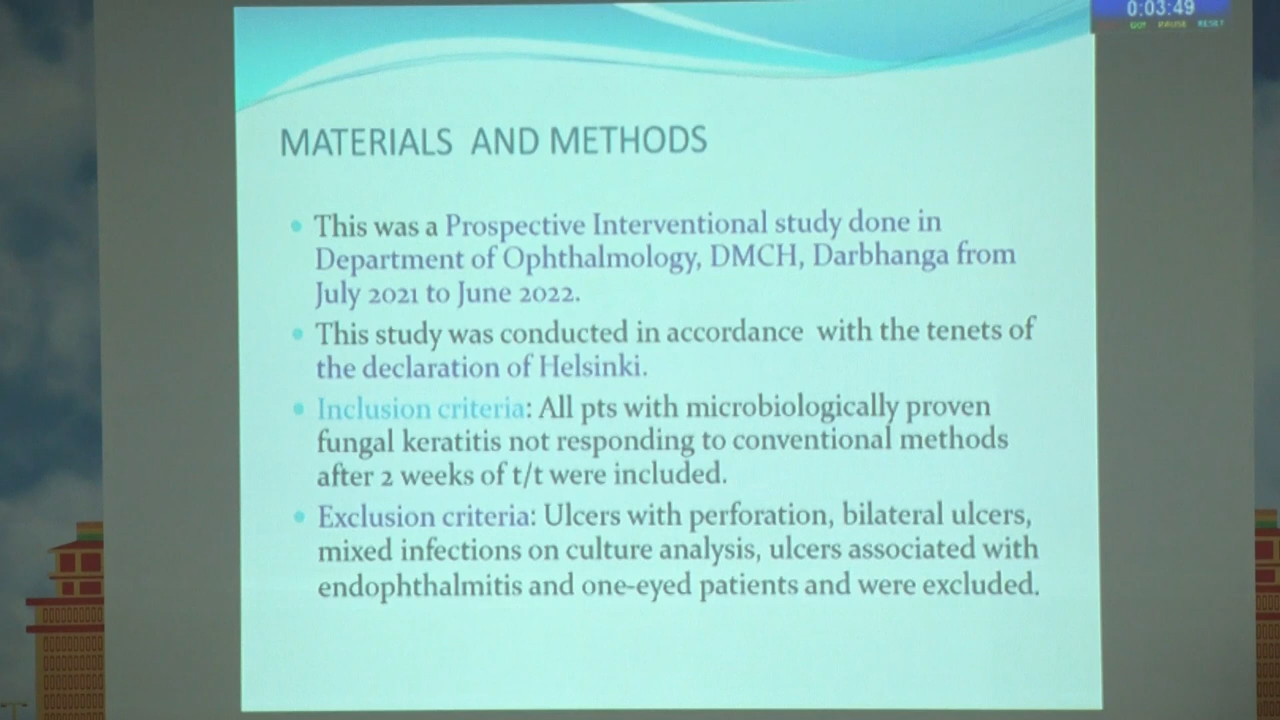 0:03:49
GO! PAUSE RESET
MATERIALS AND METHODS
This was a Prospective Interventional study done in
Department of Ophthalmology, DMCH, Darbhanga from
July 2021 to June 2022.
This study was conducted in accordance with the tenets of
the declaration of Helsinki.
Inclusion criteria: All pts with microbiologically proven
fungal keratitis not responding to conventional methods
after 2 weeks of t/t were included.
Exclusion criteria: Ulcers with perforation, bilateral ulcers,
mixed infections on culture analysis, ulcers associated with
endophthalmitis and one-eyed patients and were excluded.